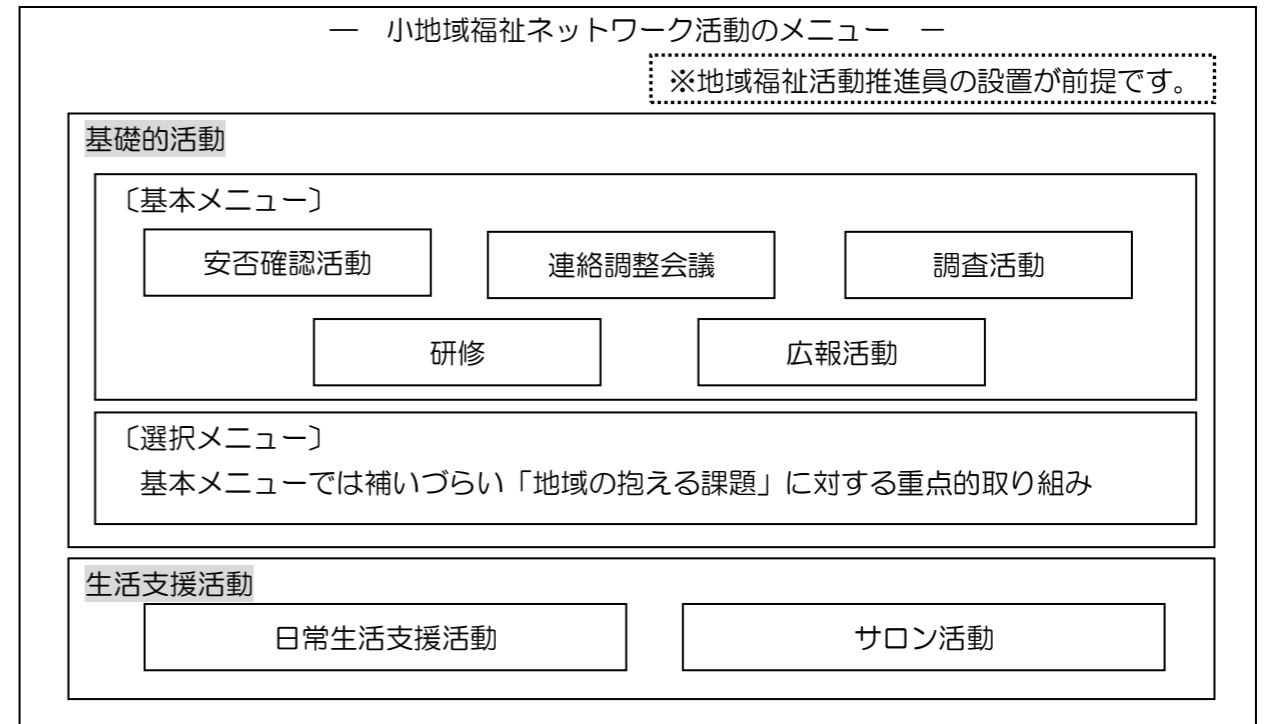 ― 小地域福祉ネットワーク活動のメニュー －
※地域福祉活動推進員の設置が前提です。
基礎的活動
〔基本メニュー〕
安否確認活動 連絡調整会議 調査活動
研修 広報活動
〔選択メニュー〕
基本メニューでは補いづらい「地域の抱える課題」に対する重点的取り組み
生活支援活動
日常生活支援活動 サロン活動